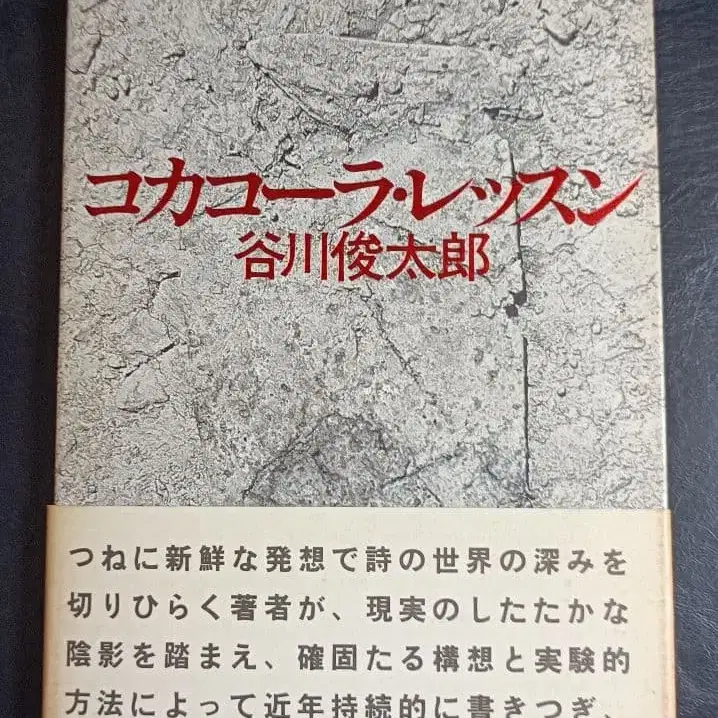 コカコーラ・レッスン
谷川俊太郎
つねに新鮮な発想で詩の世界の深みを
切りひらく著者が、現実のしたたかな
陰影を踏まえ、確固たる構想と実験的
方法によって近年持続的に書きつぎ